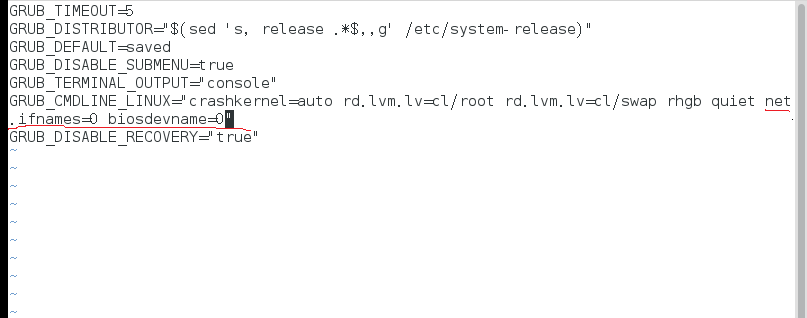 GRUB_TIMEOUT=5
GRUB_DISTRIBUTOR="$(sed 's, release .*$,,g' /etc/system-release)"
GRUB_DEFAULT=saved
GRUB_DISABLE_SUBMENU=true
GRUB_TERMINAL_OUTPUT="console"
GRUB_CMDLINE_LINUX="crashkernel=auto rd.lvm.lv=cl/root rd.lvm.lv=cl/swap rhgb quiet net
.ifnames=0 biosdevname=0"
GRUB_DISABLE_RECOVERY="true"
~
~
~
~
~
~
~
~
~
~